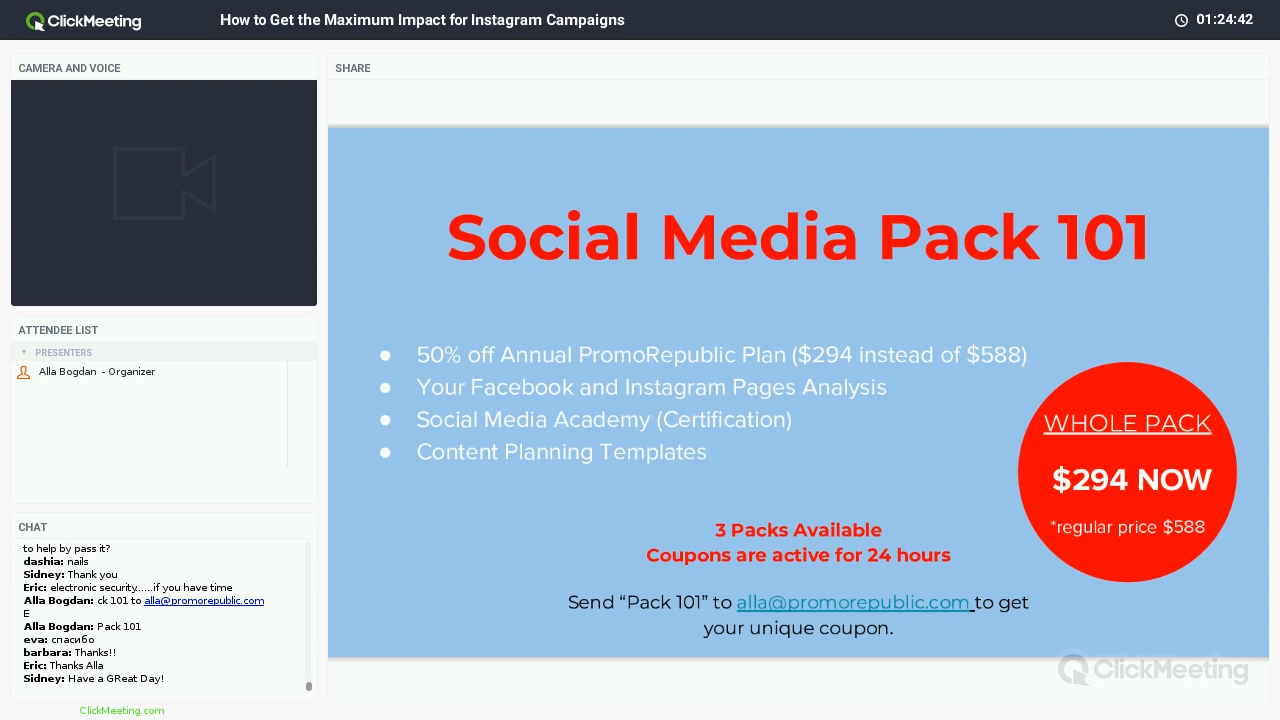 ClickMeeting
How to Get the Maximum Impact for Instagram Campaigns
01:24:42
CAMERA AND VOICE
ATTENDEE LIST
PRESENTERS
Alla Bogdan - Organizer
CHAT
to help by pass it?
dashia: nails
Sidney: Thank you
Eric: electronic security......if you have time
Alla Bogdan: ck 101 to alla@promorepublic.com
E
Alla Bogdan: Pack 101
eva: спасибо
barbara: Thanks!!
Eric: Thanks Alla
Sidney: Have a GReat Day!
ClickMeeting.com
SHARE
Social Media Pack 101
● 50% off Annual PromoRepublic Plan ($294 instead of $588)
● Your Facebook and Instagram Pages Analysis
● Social Media Academy (Certification)
● Content Planning Templates
WHOLE PACK
$294 NOW
*regular price $588
3 Packs Available
Coupons are active for 24 hours
Send “Pack 101” to alla@promorepublic.com to get
your unique coupon.
ClickMeeting